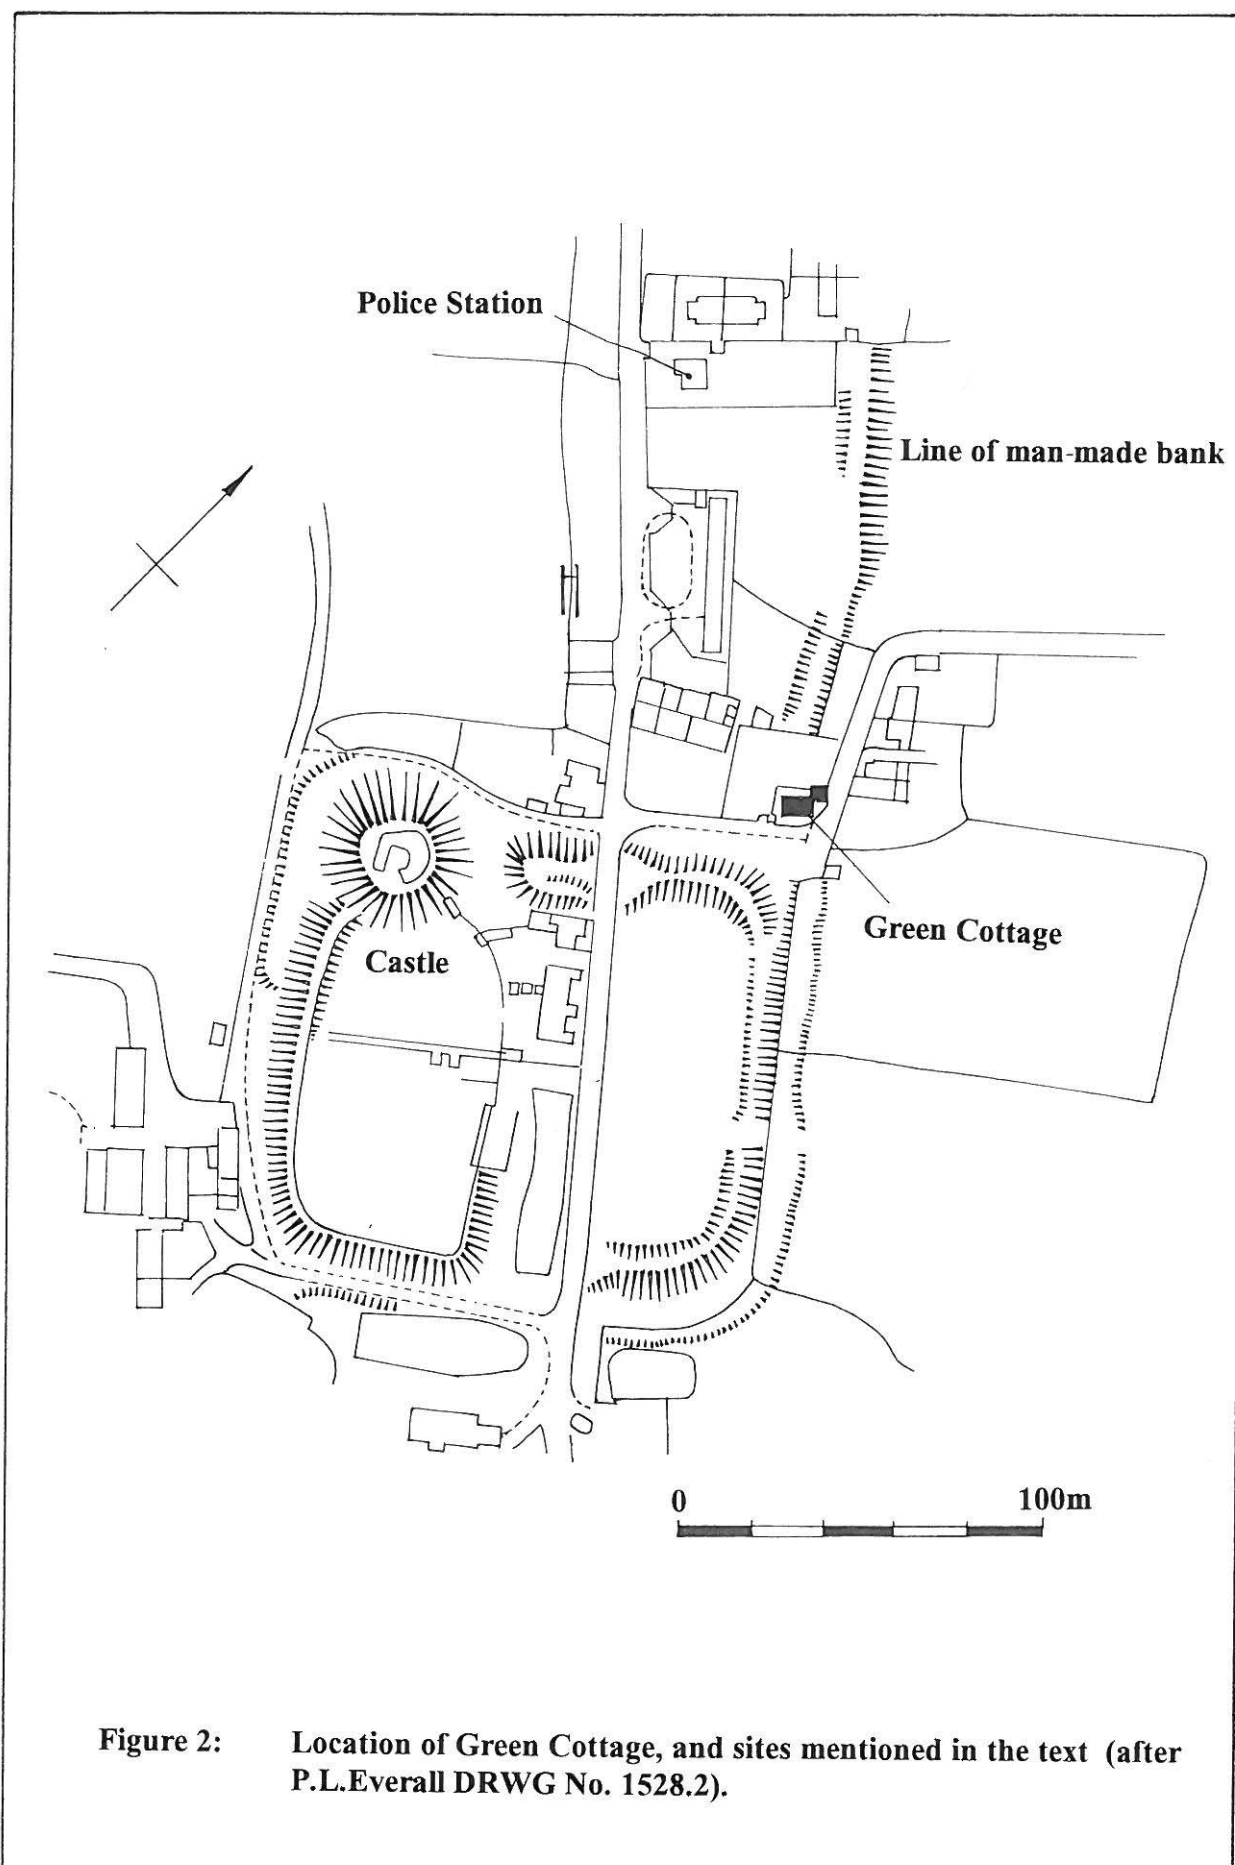 Police Station
Line of man-made bank
Green Cottage
Castle
0 100m
Figure 2: Location of Green Cottage, and sites mentioned in the text (after
P.L.Everall DRWG No. 1528.2).